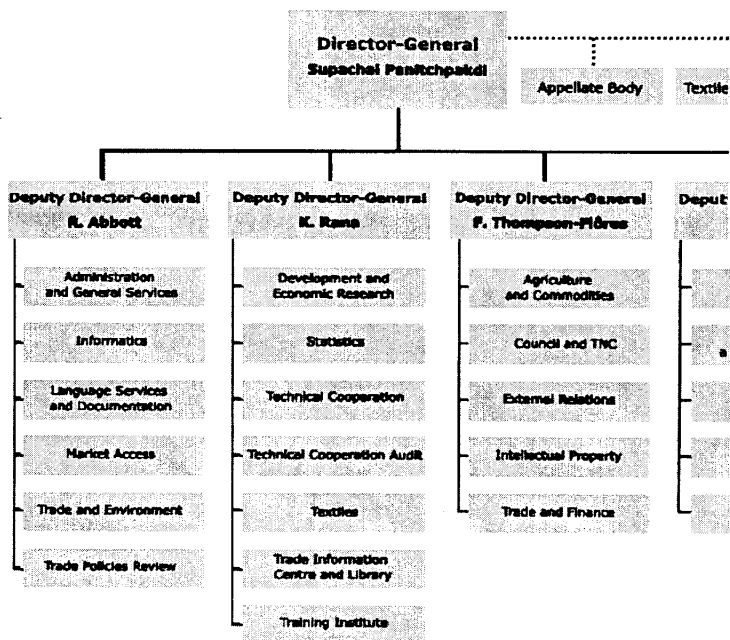 Director-General
Supachai Panitchpakdi
Appellate Body
Textile
Deputy Director-General
R. Abbott
Deputy Director-General
K. Rana
Deputy Director-General
F. Thompson-Flôres
Deput
Administration
and General Services
Informatics
Language Services
and Documentation
Market Access
Trade and Environment
Trade Policies Review
Development and
Economic Research
Statistics
Technical Cooperation
Technical Cooperation Audit
Textiles
Trade Information
Centre and Library
Training Institute
Agriculture
and Commodities
Council and TNC
External Relations
Intellectual Property
Trade and Finance
a